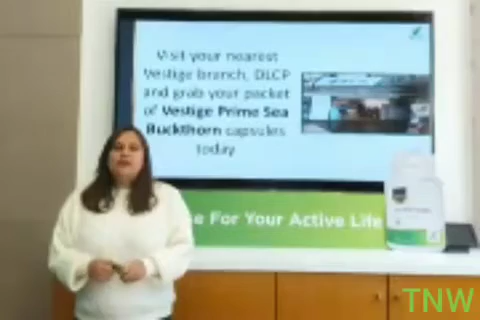 Visit your nearest
Vestige branch, DLCP
and grab your packet
of Vestige Prime Sea
Buckthorn capsules
today
For Your Active Life
TNW